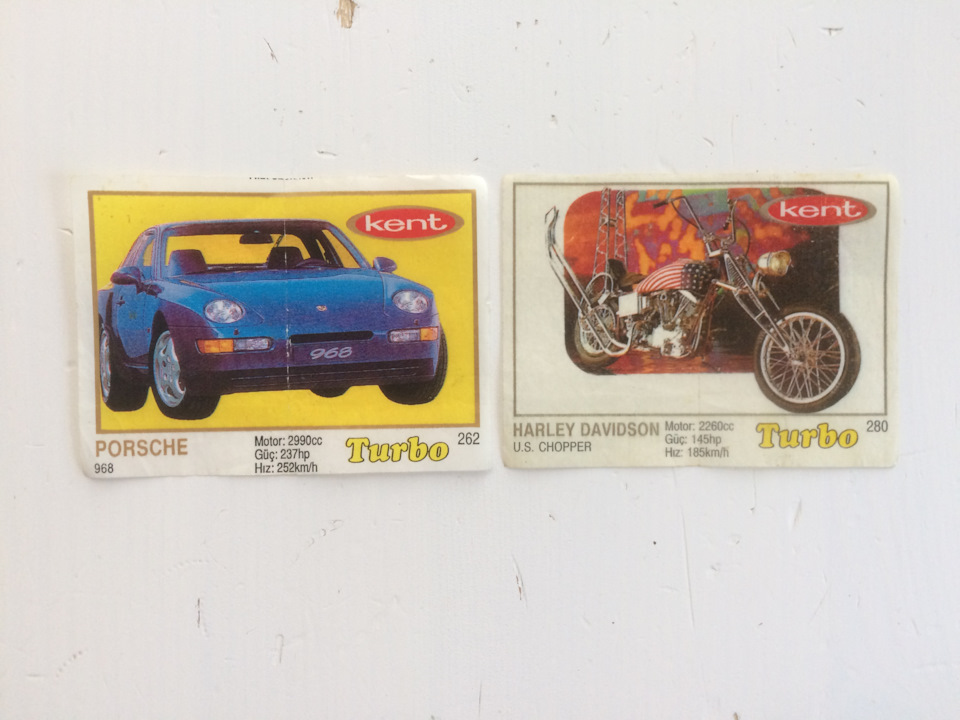 kent
968
PORSCHE
968
Motor: 2990cc
Güç: 237hp
Hız: 252km/h
Turbo
262
kent
HARLEY DAVIDSON
U.S. CHOPPER
Motor: 2260cc
Güç: 145hp
Hız: 185km/h
Turbo
280